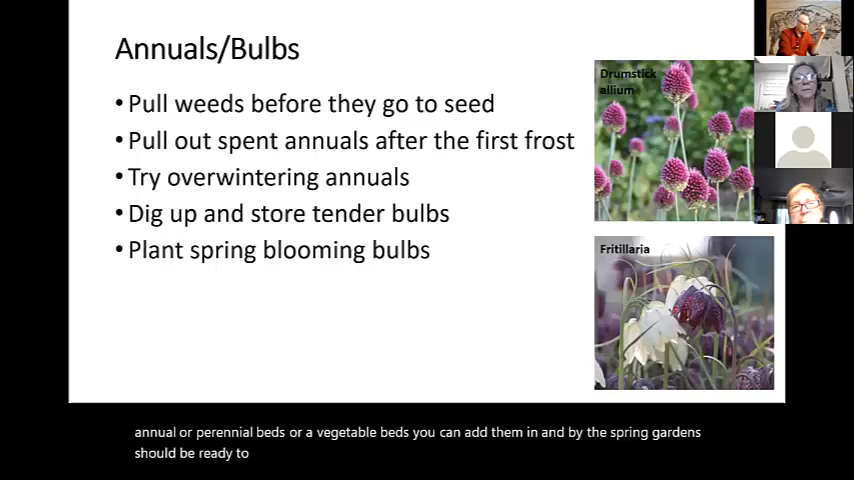 Annuals/Bulbs
• Pull weeds before they go to seed
• Pull out spent annuals after the first frost
• Try overwintering annuals
• Dig up and store tender bulbs
• Plant spring blooming bulbs
Drumstick
allium
Fritillaria
annual or perennial beds or a vegetable beds you can add them in and by the spring gardens
should be ready to